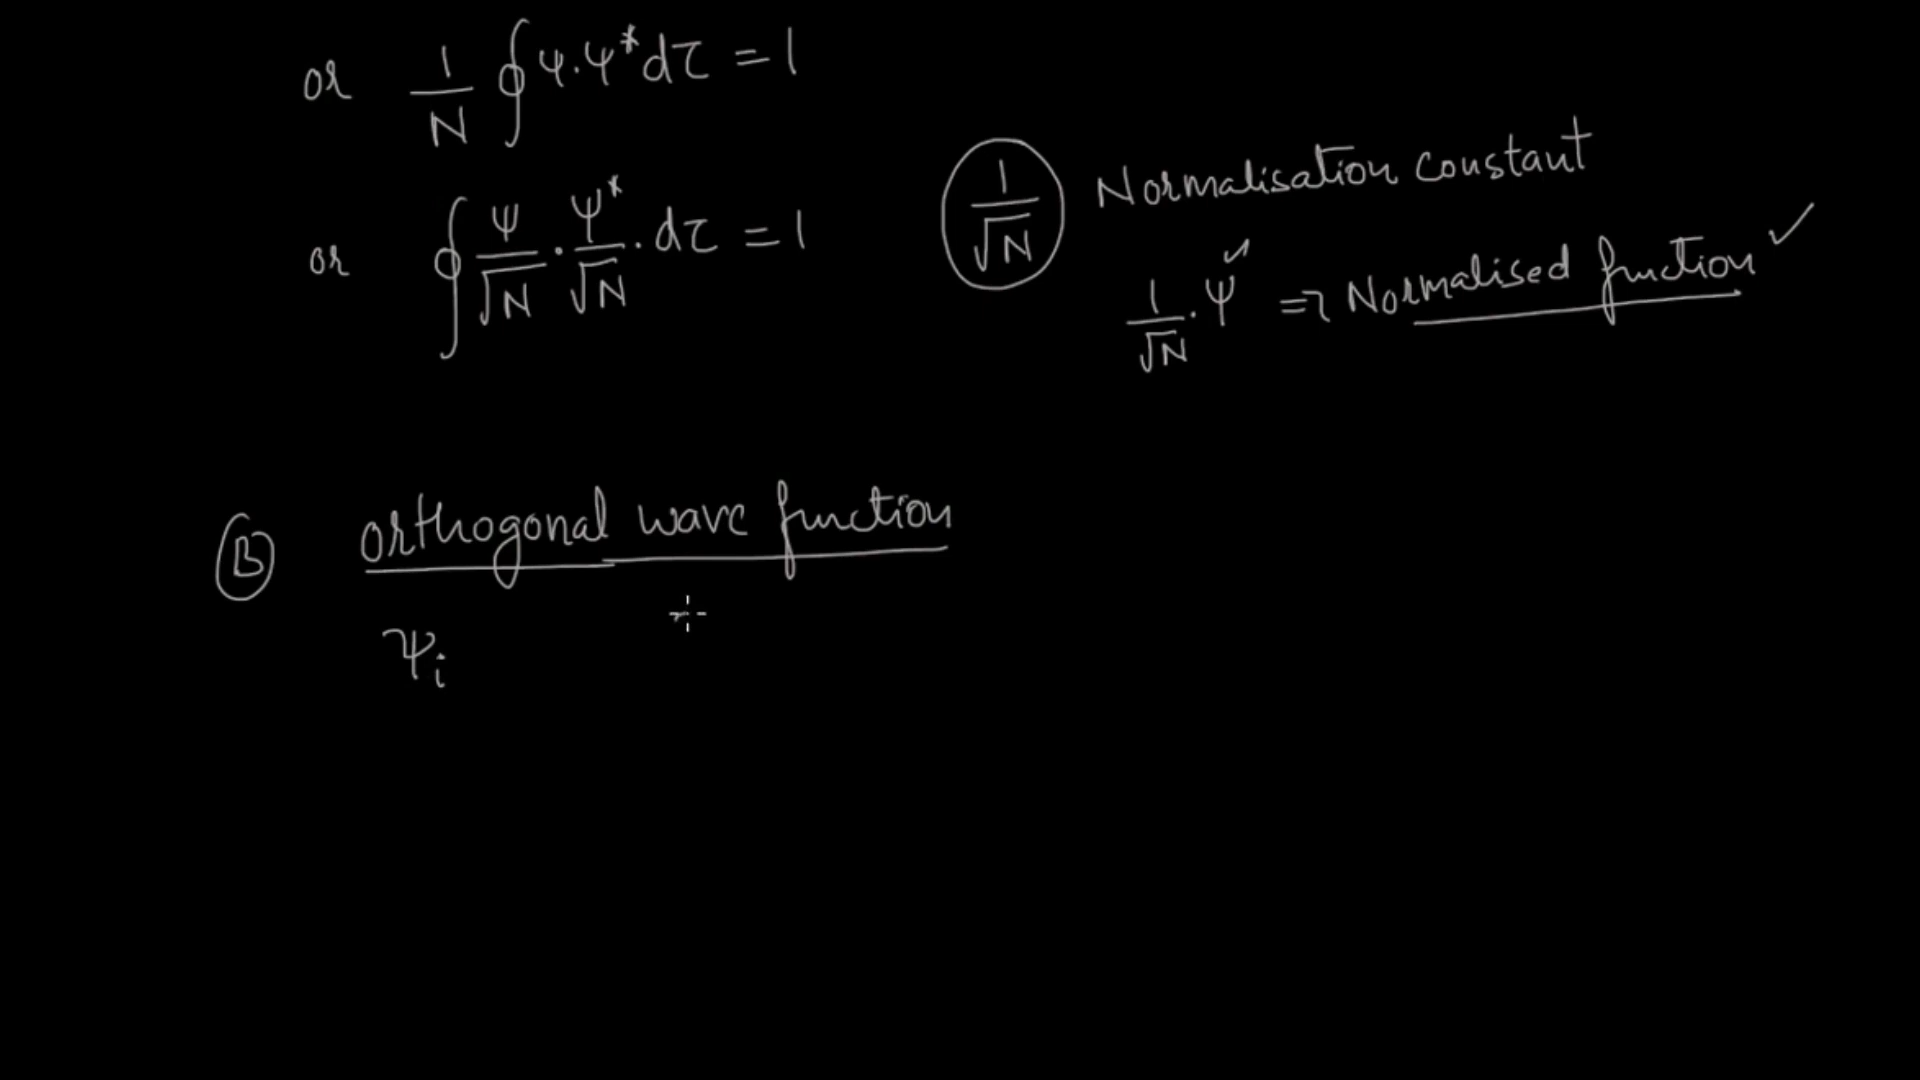 or 1/N ∮ψ.ψ*dτ = 1
or ∮ ψ/√N . ψ*/√N . dτ = 1
1/√N Normalisation constant
1/√N . ψ ✓ ⇒ Normalised function ✓
(B) orthogonal wave function
ψi